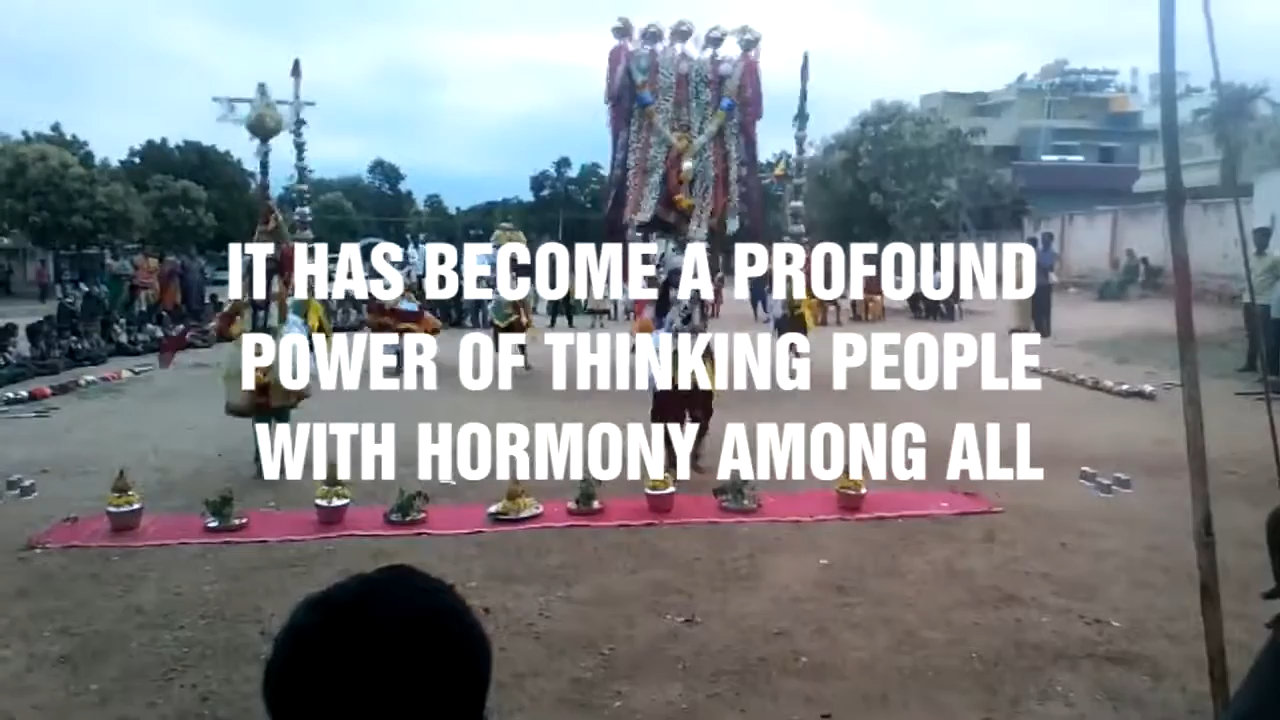 IT HAS BECOME A PROFOUND
POWER OF THINKING PEOPLE
WITH HORMONY AMONG ALL